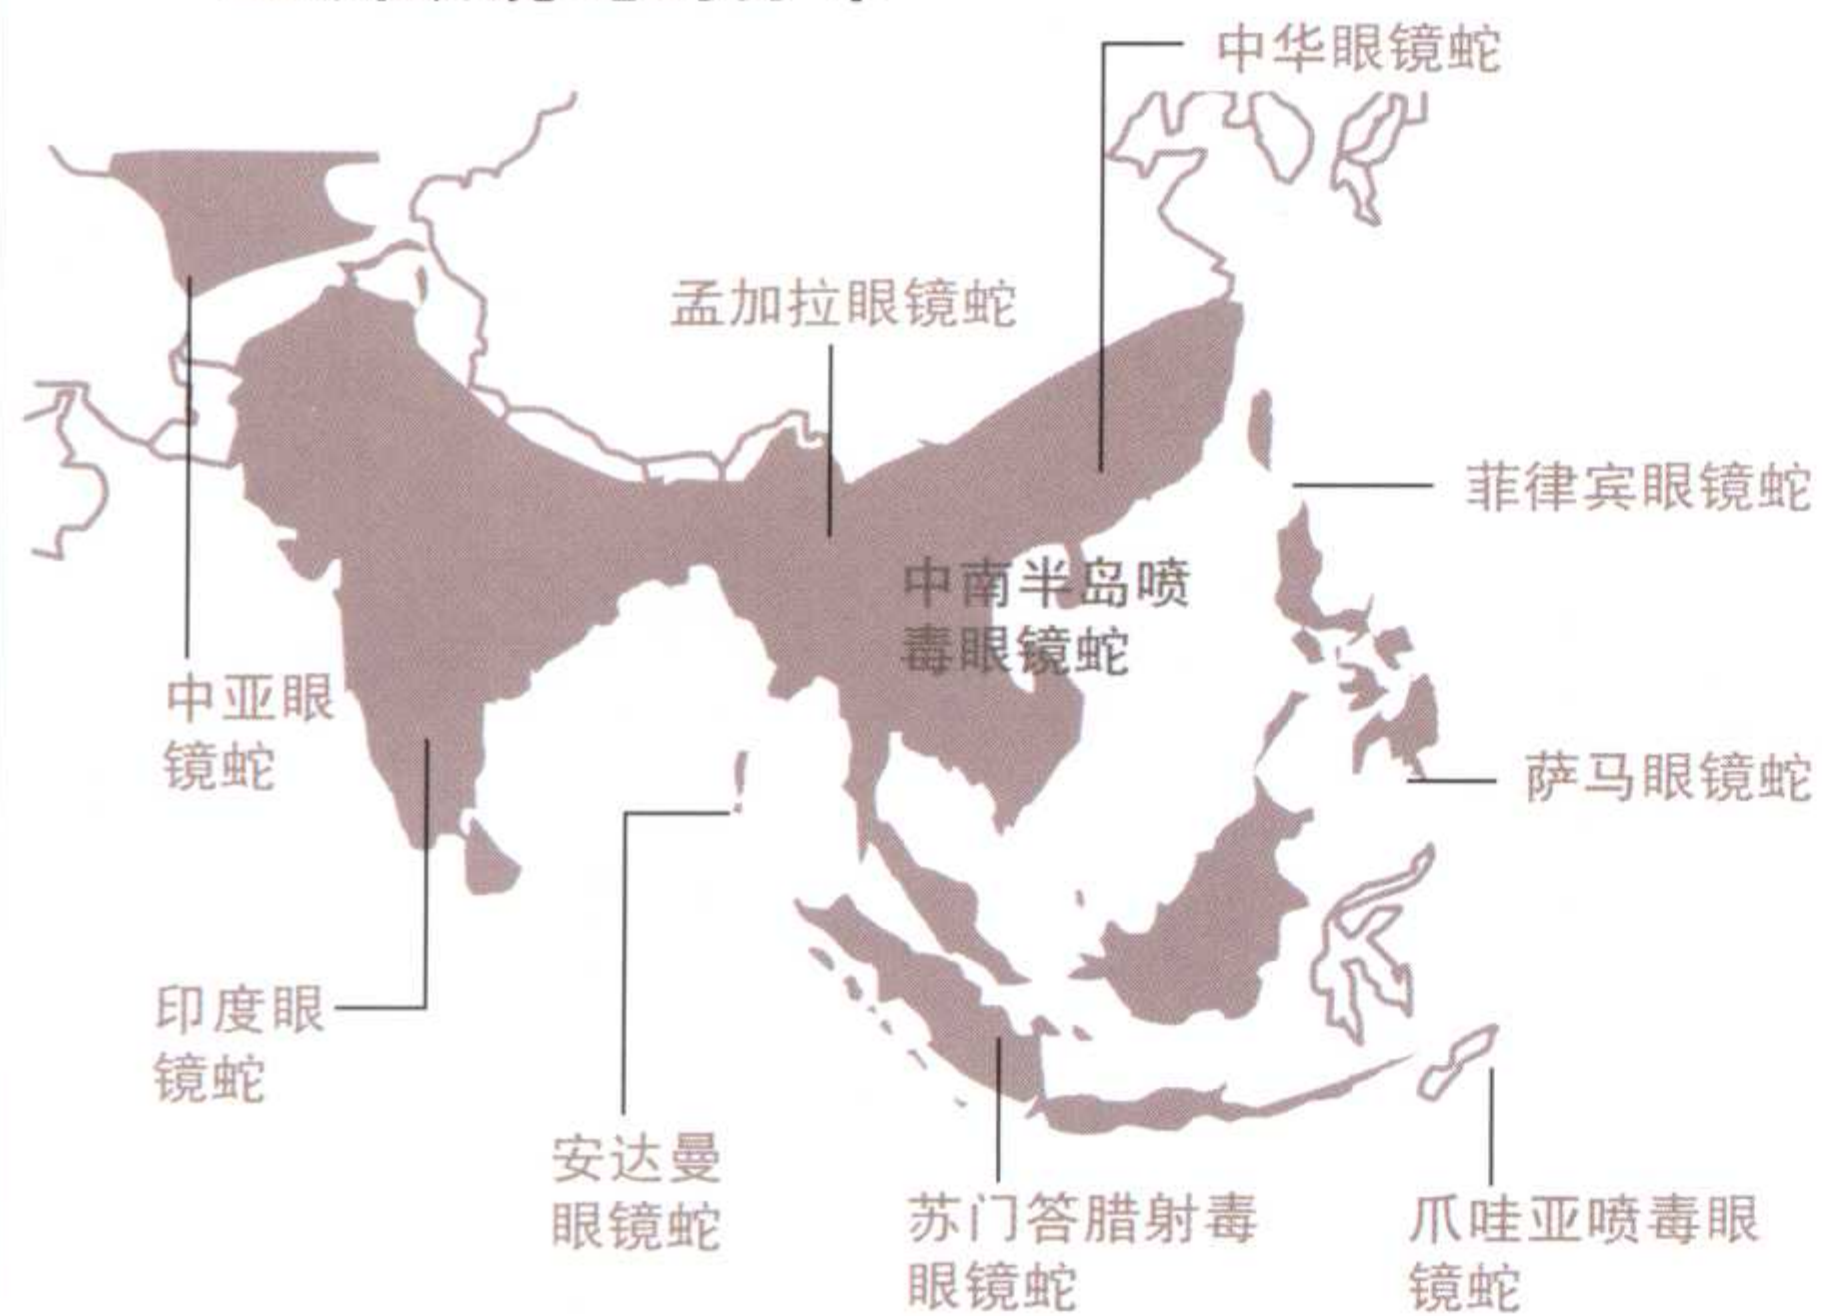 中华眼镜蛇
孟加拉眼镜蛇
菲律宾眼镜蛇
中南半岛喷
毒眼镜蛇
中亚眼
镜蛇
萨马眼镜蛇
印度眼
镜蛇
安达曼
眼镜蛇
苏门答腊射毒
眼镜蛇
爪哇亚喷毒眼
镜蛇